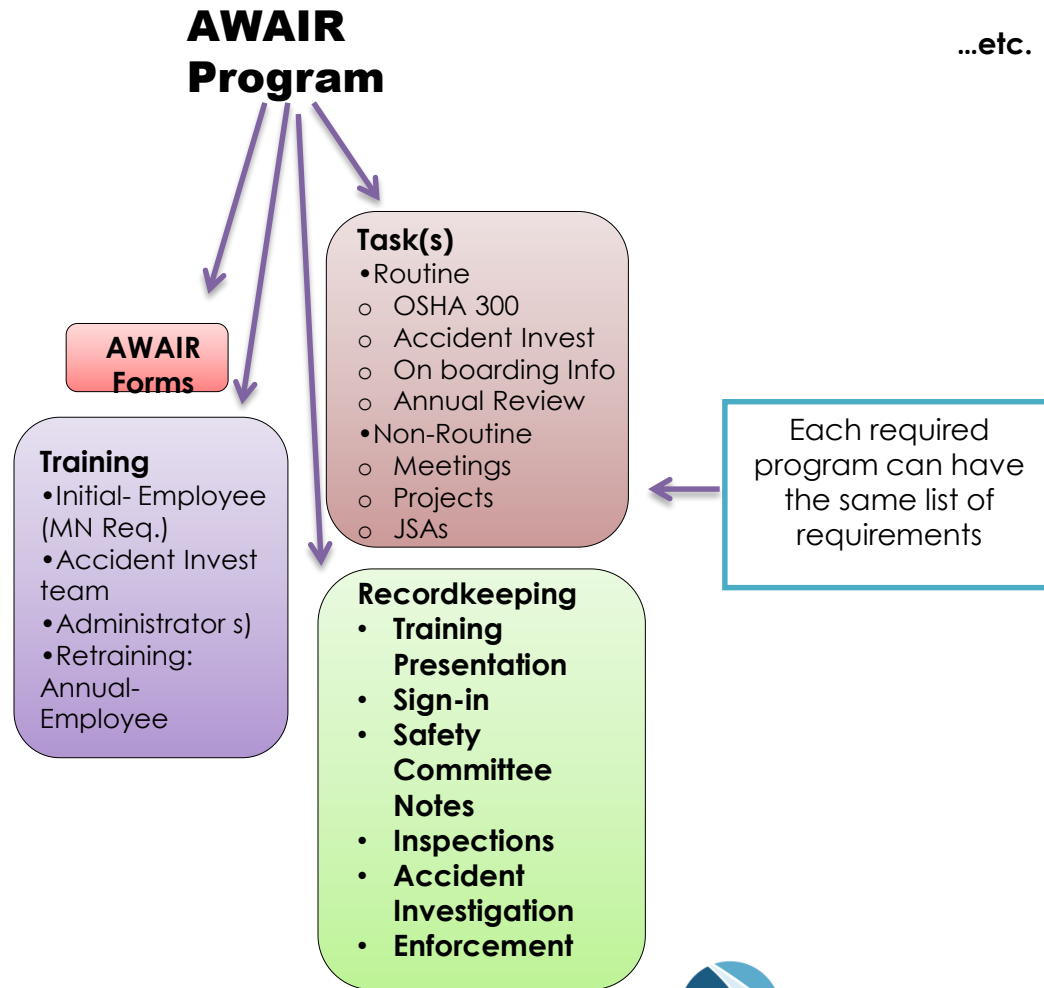 AWAIR
Program
…etc.
Task(s)
•Routine
o OSHA 300
o Accident Invest
o On boarding Info
o Annual Review
•Non-Routine
o Meetings
o Projects
o JSAs
AWAIR
Forms
Training
•Initial- Employee
(MN Req.)
•Accident Invest
team
•Administrator s)
•Retraining:
Annual-
Employee
Each required
program can have
the same list of
requirements
Recordkeeping
• Training
Presentation
• Sign-in
• Safety
Committee
Notes
• Inspections
• Accident
Investigation
• Enforcement